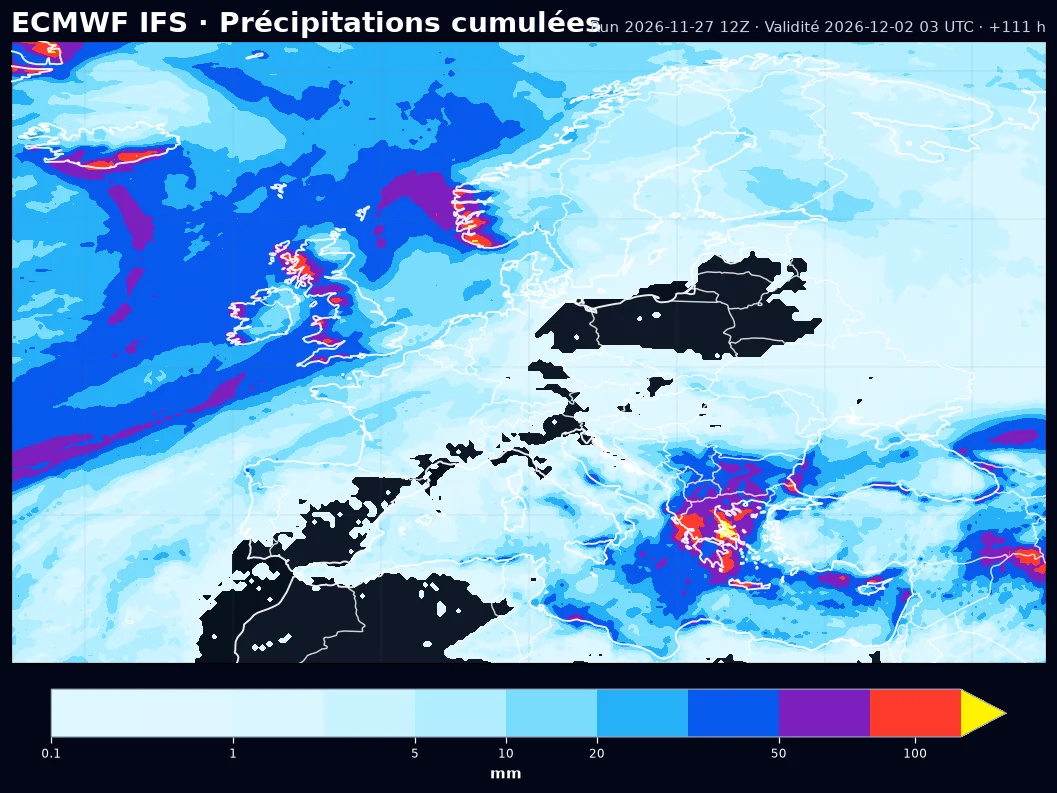 ECMWF IFS · Précipitations cumulées
Run 2026-11-27 12Z · Validité 2026-12-02 03 UTC · +111 h
0.1 1 5 10 20 50 100
mm